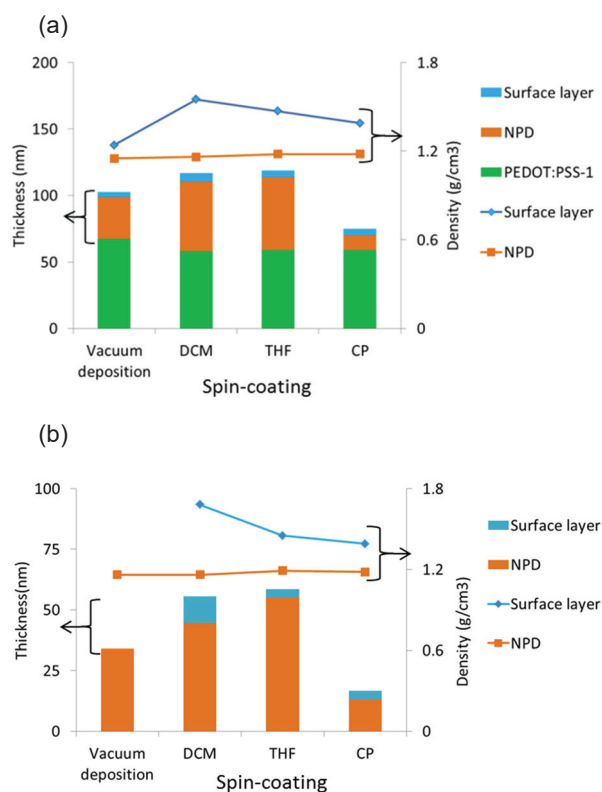 (a)
200
150
100
50
0
Thickness (nm)
1.8
1.2
0.6
0
Density (g/cm3)
Vacuum
deposition
DCM
THF
CP
Spin-coating
Surface layer
NPD
PEDOT:PSS-1
Surface layer
NPD
(b)
100
75
50
25
0
Thickness(nm)
1.8
1.2
0.6
0
Density (g/cm3)
Vacuum
deposition
DCM
THF
CP
Spin-coating
Surface layer
NPD
Surface layer
NPD